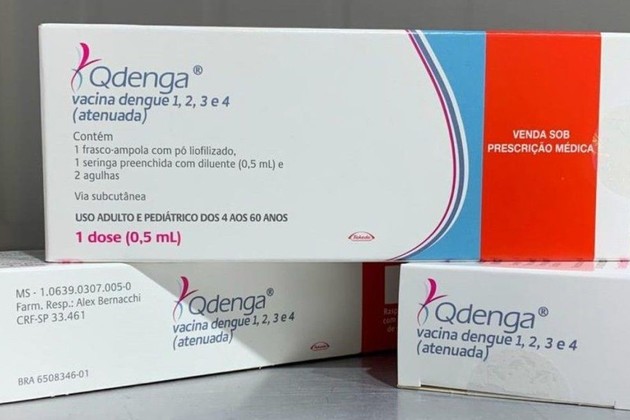 Qdenga®
vacina dengue 1, 2, 3 e 4
(atenuada)
Contém
1 frasco-ampola com pó liofilizado,
1 seringa preenchida com diluente (0,5 mL) e
2 agulhas
Via subcutânea
USO ADULTO E PEDIÁTRICO DOS 4 AOS 60 ANOS
1 dose (0,5 mL)
Takeda
VENDA SOB
PRESCRIÇÃO MÉDICA
MS - 1.0639.0307.005-0
Farm. Resp.: Alex Bernacchi
CRF-SP 33.461
BRA 6508346-01
Qdenga®
vacina dengue 1, 2, 3 e 4
(atenuada)
Takeda
Qdenga®
vacina dengue 1, 2, 3 e 4
(atenuada)